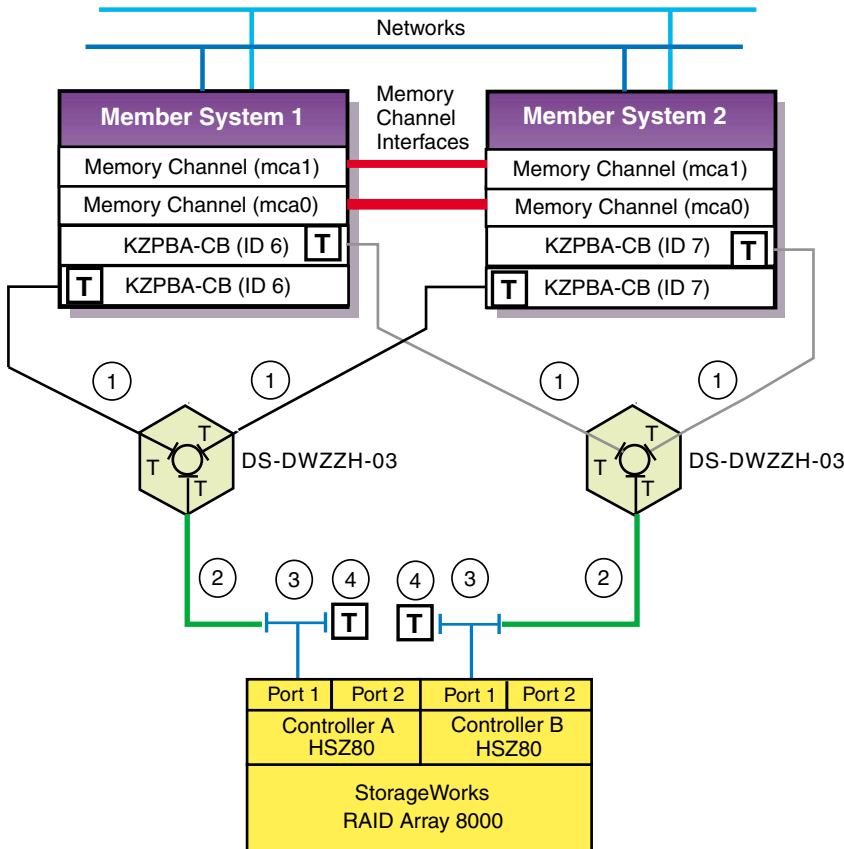 Networks
Memory
Channel
Interfaces
Member System 1
Memory Channel (mca1)
Memory Channel (mca0)
KZPBA-CB (ID 6) T
T KZPBA-CB (ID 6)
Member System 2
Memory Channel (mca1)
Memory Channel (mca0)
KZPBA-CB (ID 7) T
T KZPBA-CB (ID 7)
1
1
1
1
T
T
T
DS-DWZZH-03
T
T
T
DS-DWZZH-03
2
3
4
4
3
2
T
T
Port 1
Port 2
Port 1
Port 2
Controller A
HSZ80
Controller B
HSZ80
StorageWorks
RAID Array 8000